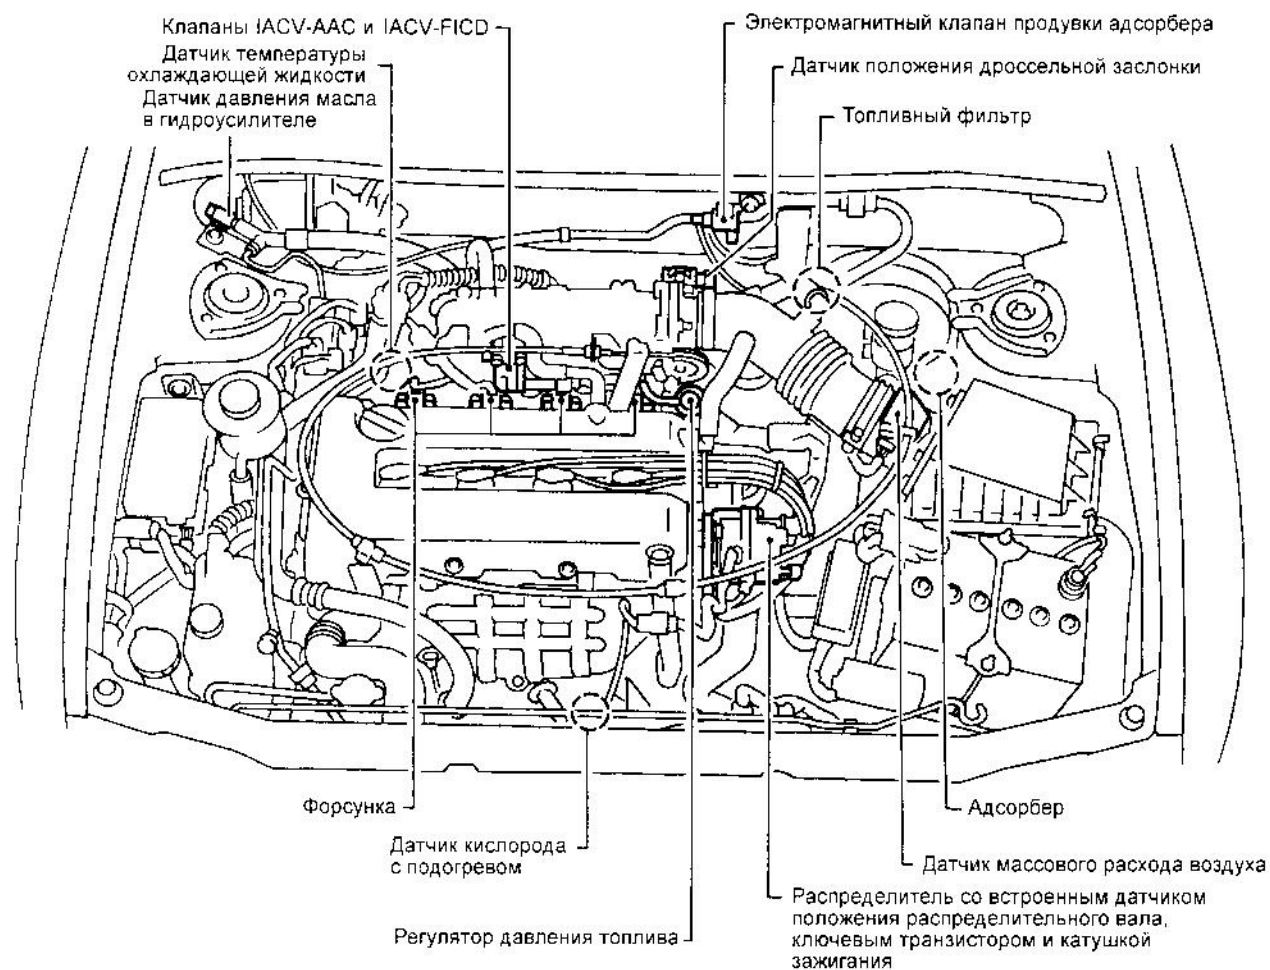 Клапаны IACV-AAC и IACV-FICD
Датчик температуры
охлаждающей жидкости
Датчик давления масла
в гидроусилителе
Электромагнитный клапан продувки адсорбера
Датчик положения дроссельной заслонки
Топливный фильтр
Форсунка
Датчик кислорода
с подогревом
Регулятор давления топлива
Адсорбер
Датчик массового расхода воздуха
Распределитель со встроенным датчиком
положения распределительного вала,
ключевым транзистором и катушкой
зажигания